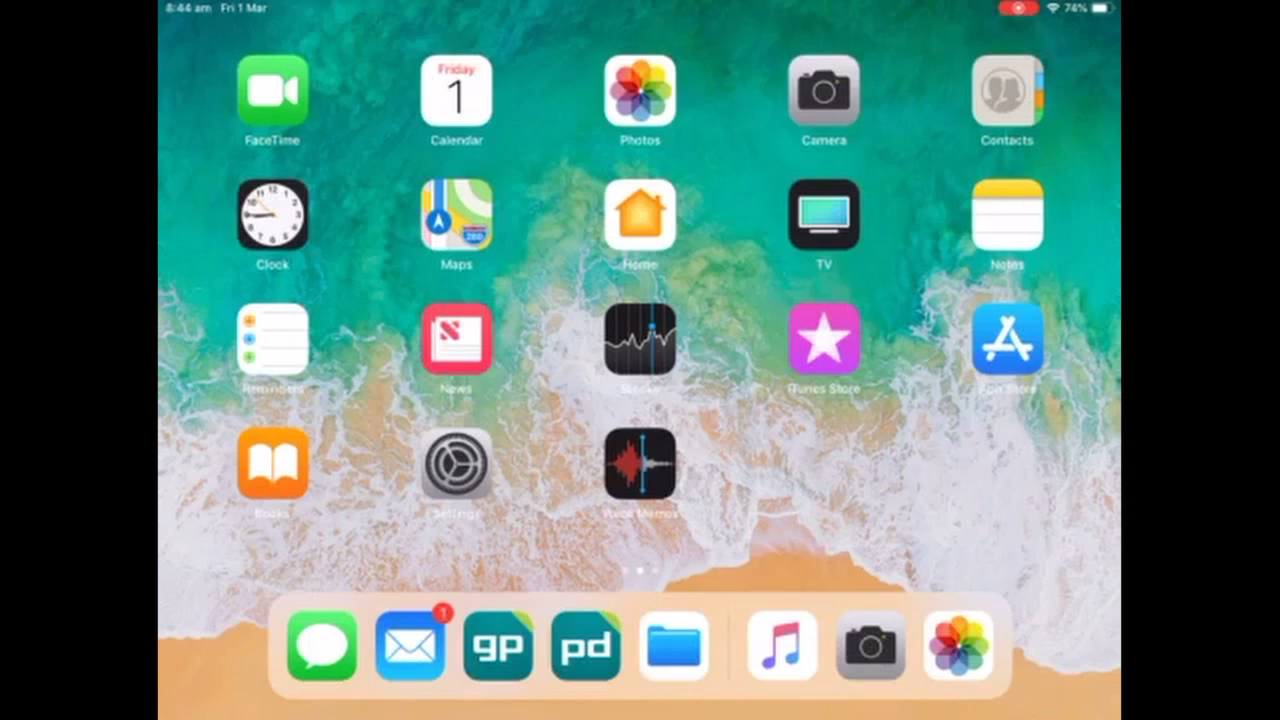 8:44 am Fri 1 Mar
74%
Friday
1
FaceTime
Calendar
Photos
Camera
Contacts
280
Clock
Maps
Home
TV
Notes
Reminders
News
Stocks
iTunes Store
App Store
Books
Settings
Voice Memos
1
gp
pd